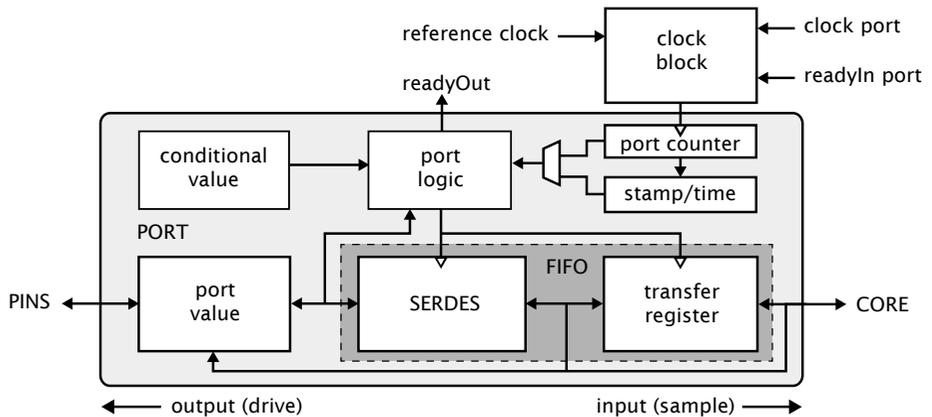 reference clock
clock
block
clock port
readyIn port
readyOut
conditional
value
port
logic
port counter
stamp/time
PORT
FIFO
PINS
port
value
SERDES
transfer
register
CORE
output (drive)
input (sample)